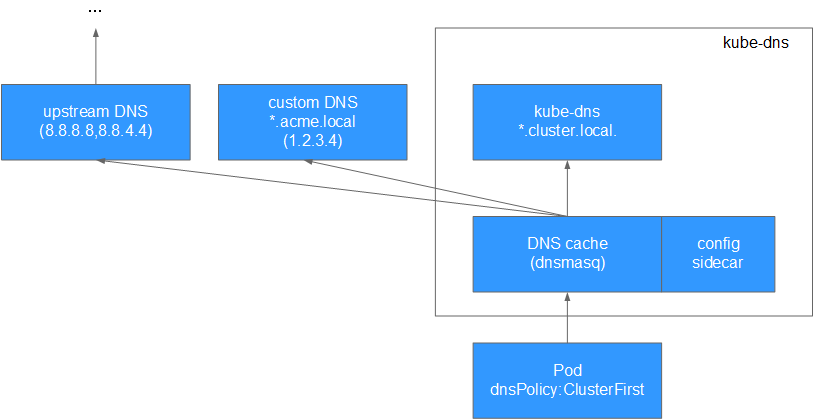 ...
kube-dns
upstream DNS
(8.8.8.8,8.8.4.4)
custom DNS
*.acme.local
(1.2.3.4)
kube-dns
*.cluster.local.
DNS cache
(dnsmasq)
config
sidecar
Pod
dnsPolicy:ClusterFirst